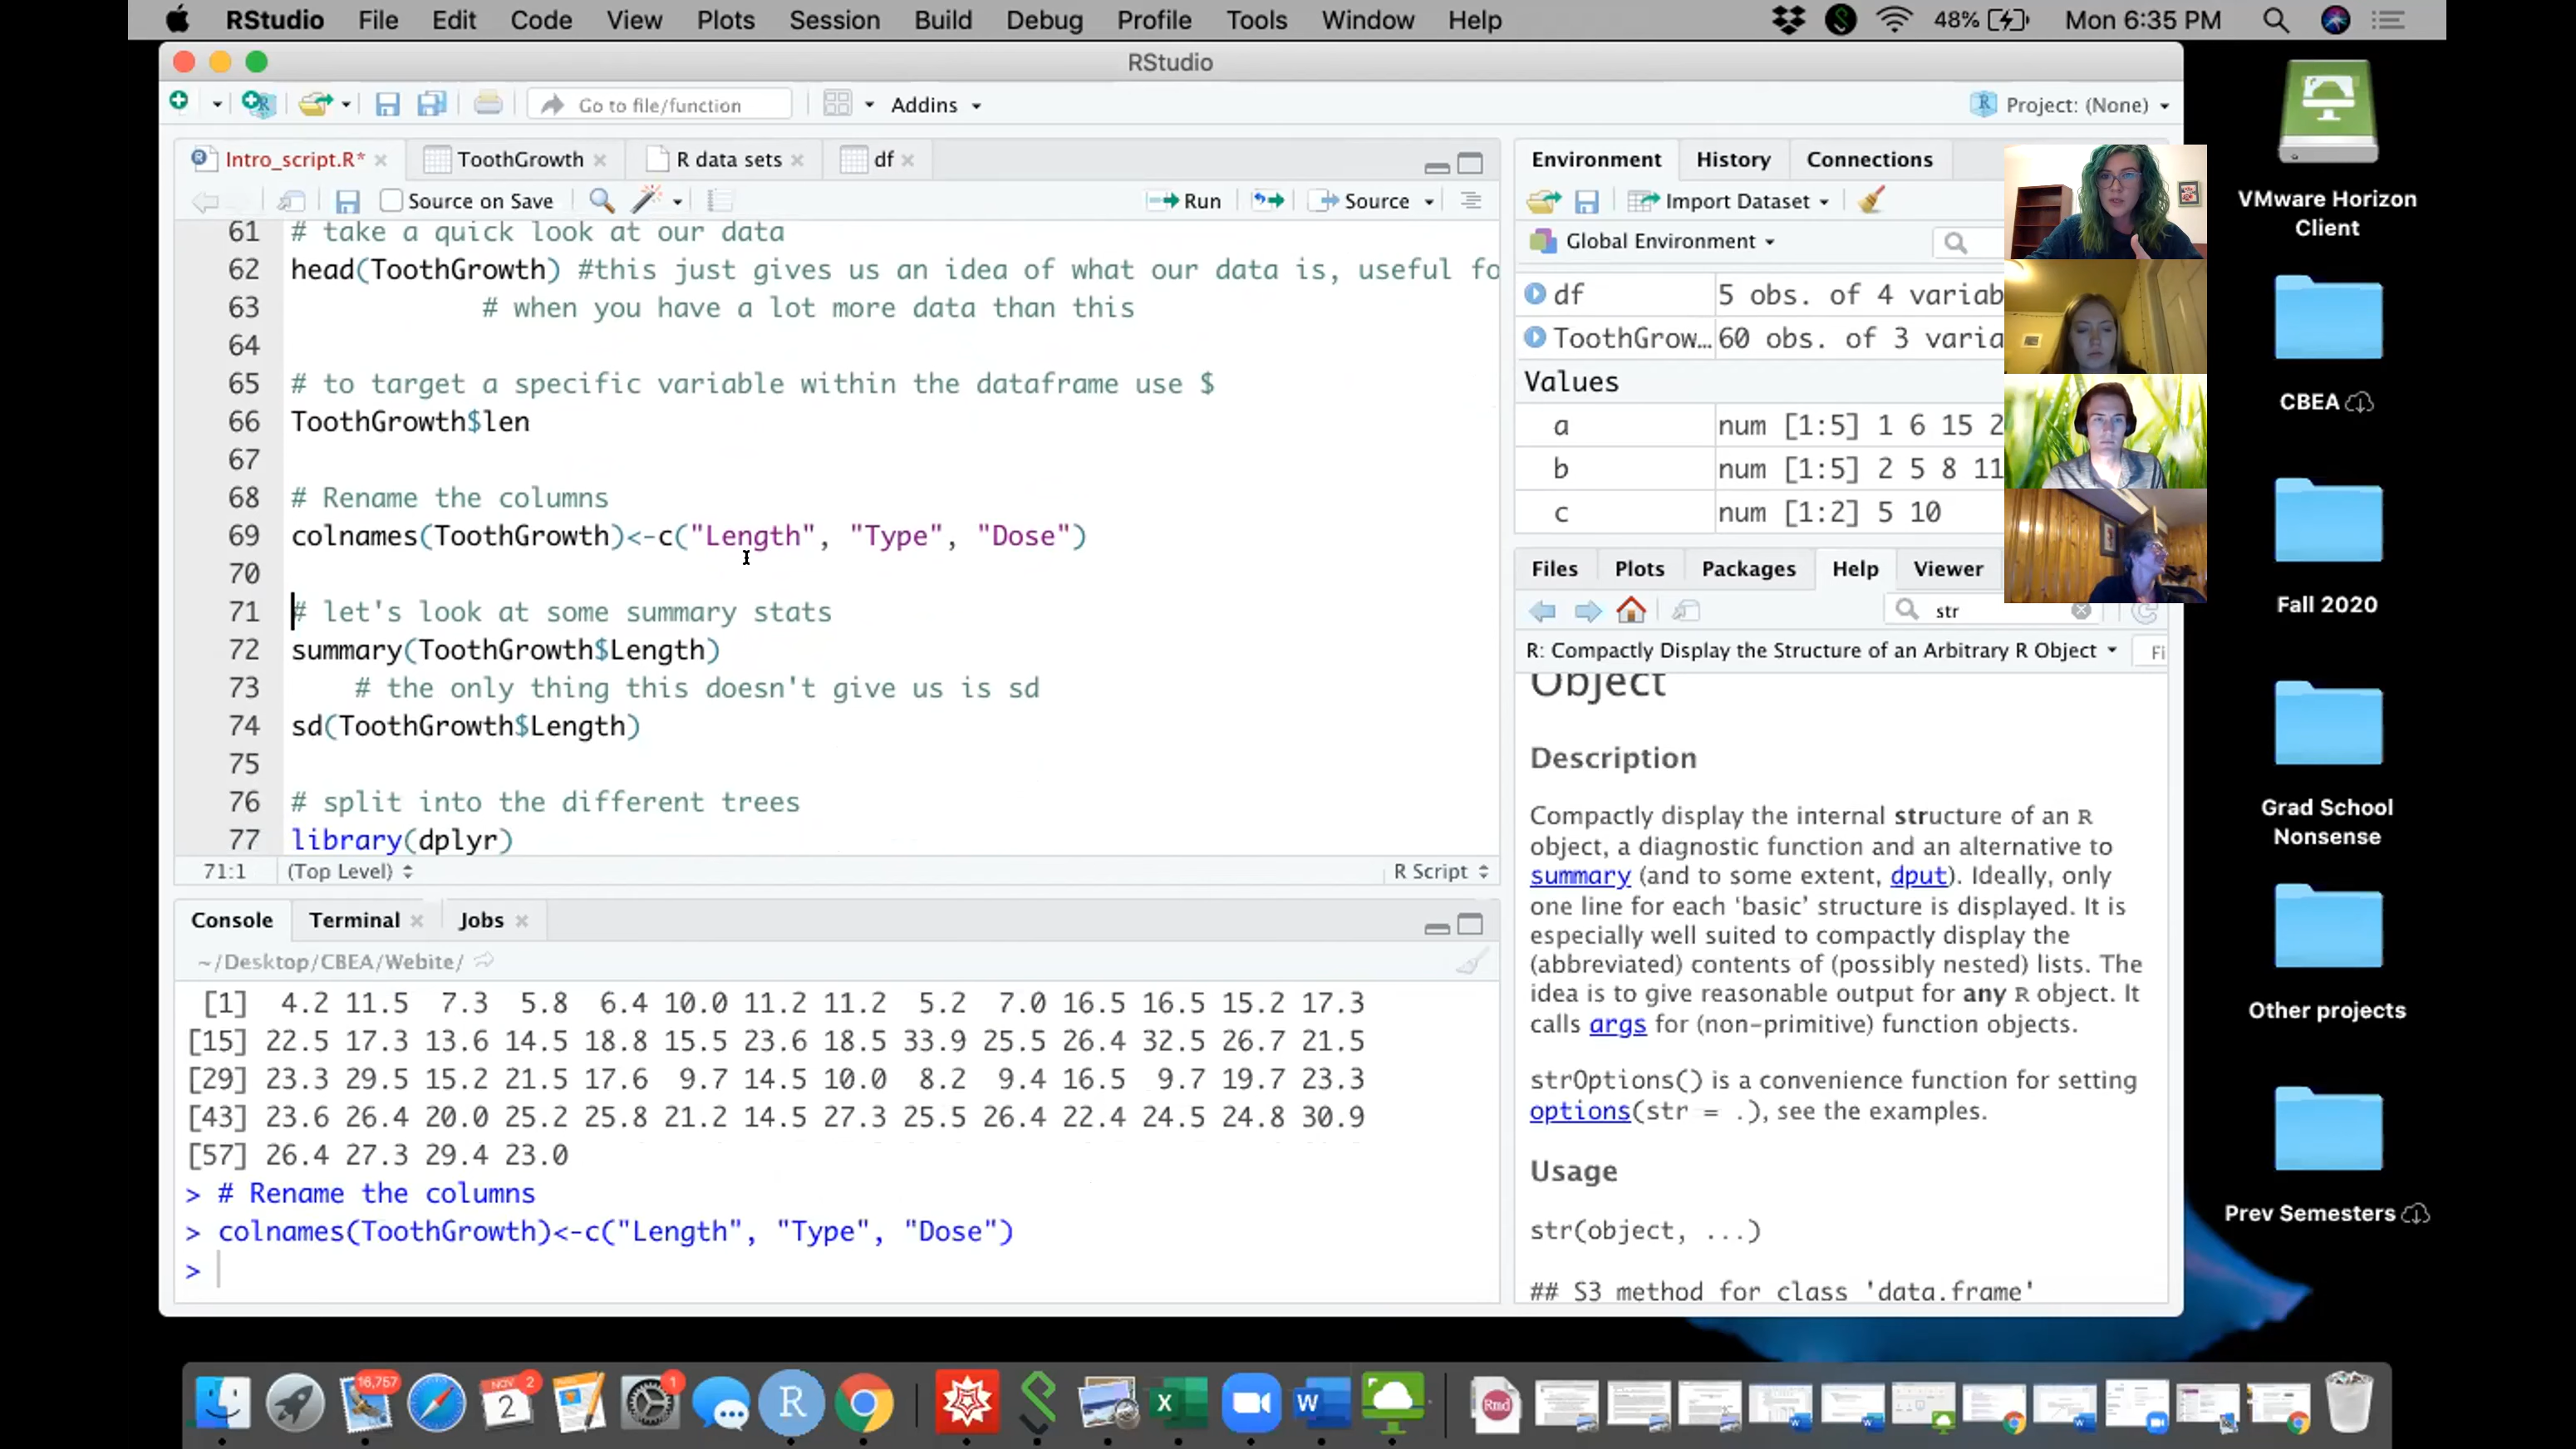 RStudio File Edit Code View Plots Session Build Debug Profile Tools Window Help 48% Mon 6:35 PM
RStudio
Go to file/function Addins Project: (None)
Intro_script.R* ToothGrowth R data sets df
Source on Save Run Source
61 # take a quick look at our data
62 head(ToothGrowth) #this just gives us an idea of what our data is, useful fo
63 # when you have a lot more data than this
64
65 # to target a specific variable within the dataframe use $
66 ToothGrowth$len
67
68 # Rename the columns
69 colnames(ToothGrowth)<-c("Length", "Type", "Dose")
70
71 # let's look at some summary stats
72 summary(ToothGrowth$Length)
73 # the only thing this doesn't give us is sd
74 sd(ToothGrowth$Length)
75
76 # split into the different trees
77 library(dplyr)
71:1 (Top Level) R Script
Console Terminal Jobs
~/Desktop/CBEA/Webite/
[1] 4.2 11.5 7.3 5.8 6.4 10.0 11.2 11.2 5.2 7.0 16.5 16.5 15.2 17.3
[15] 22.5 17.3 13.6 14.5 18.8 15.5 23.6 18.5 33.9 25.5 26.4 32.5 26.7 21.5
[29] 23.3 29.5 15.2 21.5 17.6 9.7 14.5 10.0 8.2 9.4 16.5 9.7 19.7 23.3
[43] 23.6 26.4 20.0 25.2 25.8 21.2 14.5 27.3 25.5 26.4 22.4 24.5 24.8 30.9
[57] 26.4 27.3 29.4 23.0
> # Rename the columns
> colnames(ToothGrowth)<-c("Length", "Type", "Dose")
>
Environment History Connections
Import Dataset
Global Environment
df 5 obs. of 4 variab
ToothGrow... 60 obs. of 3 varia
Values
a num [1:5] 1 6 15 2
b num [1:5] 2 5 8 11
c num [1:2] 5 10
Files Plots Packages Help Viewer
str
R: Compactly Display the Structure of an Arbitrary R Object Fi
Object
Description
Compactly display the internal structure of an R
object, a diagnostic function and an alternative to
summary (and to some extent, dput). Ideally, only
one line for each ‘basic’ structure is displayed. It is
especially well suited to compactly display the
(abbreviated) contents of (possibly nested) lists. The
idea is to give reasonable output for any R object. It
calls args for (non-primitive) function objects.
strOptions() is a convenience function for setting
options(str = .), see the examples.
Usage
str(object, ...)
## S3 method for class 'data.frame'
VMware Horizon
Client
CBEA
Fall 2020
Grad School
Nonsense
Other projects
Prev Semesters
16,757
NOV 2
2
1
R
X
W
Rmd